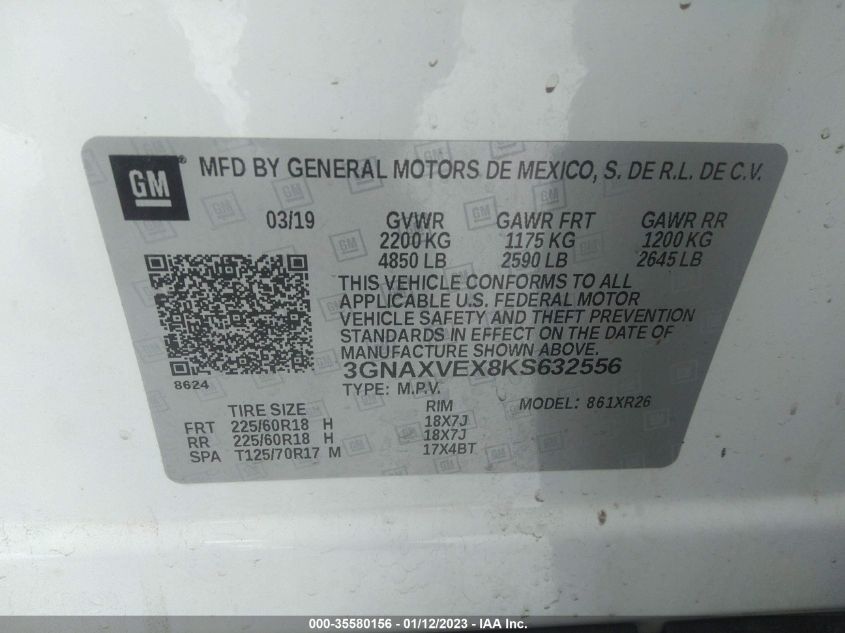 GM ® MFD BY GENERAL MOTORS DE MEXICO, S. DE R.L. DE C.V.
03/19 GVWR GAWR FRT GAWR RR
2200 KG 1175 KG 1200 KG
4850 LB 2590 LB 2645 LB
THIS VEHICLE CONFORMS TO ALL
APPLICABLE U.S. FEDERAL MOTOR
VEHICLE SAFETY AND THEFT PREVENTION
STANDARDS IN EFFECT ON THE DATE OF
MANUFACTURE SHOWN ABOVE.
8624 3GNAXVEX8KS632556
TYPE: M.P.V.
TIRE SIZE RIM MODEL: 861XR26
FRT 225/60R18 H 18X7J
RR 225/60R18 H 18X7J
SPA T125/70R17 M 17X4BT
000-35580156 - 01/12/2023 - IAA Inc.